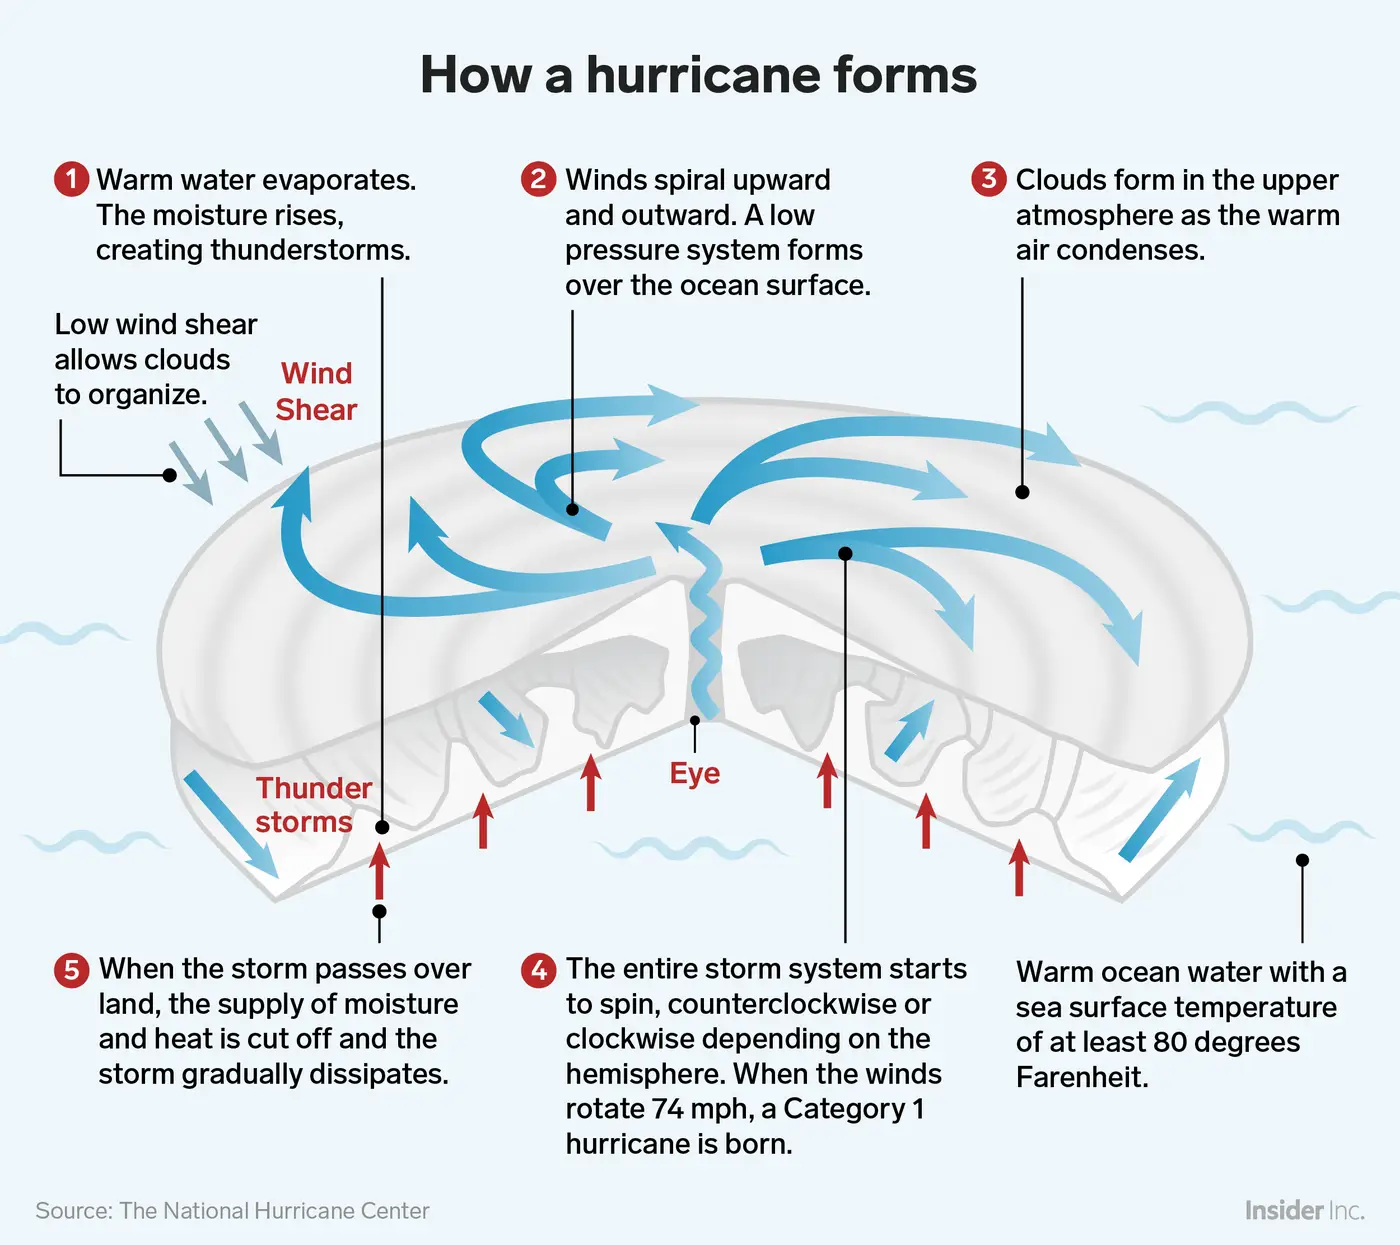 How a hurricane forms
1 Warm water evaporates.
The moisture rises,
creating thunderstorms.
2 Winds spiral upward
and outward. A low
pressure system forms
over the ocean surface.
3 Clouds form in the upper
atmosphere as the warm
air condenses.
Low wind shear
allows clouds
to organize.
Wind
Shear
Thunder
storms
Eye
5 When the storm passes over
land, the supply of moisture
and heat is cut off and the
storm gradually dissipates.
4 The entire storm system starts
to spin, counterclockwise or
clockwise depending on the
hemisphere. When the winds
rotate 74 mph, a Category 1
hurricane is born.
Warm ocean water with a
sea surface temperature
of at least 80 degrees
Farenheit.
Source: The National Hurricane Center
Insider Inc.